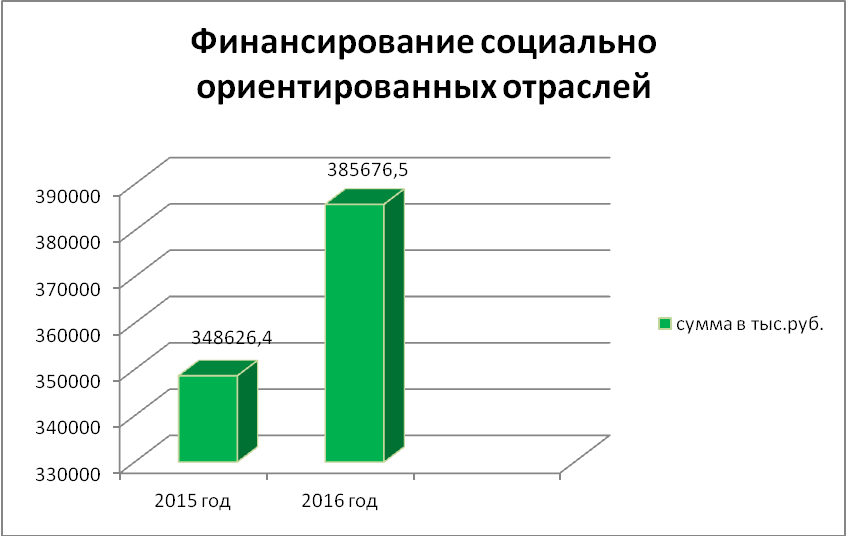 Финансирование социально
ориентированных отраслей
385676,5
390000
380000
370000
360000
348626,4
сумма в тыс.руб.
350000
340000
330000
2015 год
2016 год